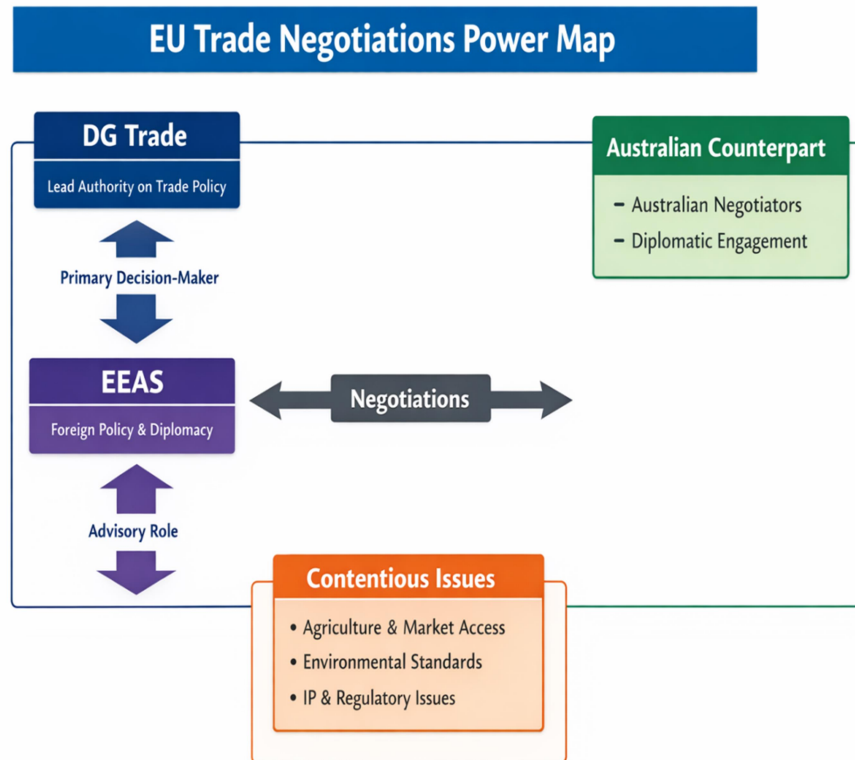 EU Trade Negotiations Power Map
DG Trade
Lead Authority on Trade Policy
Primary Decision-Maker
EEAS
Foreign Policy & Diplomacy
Advisory Role
Negotiations
Australian Counterpart
– Australian Negotiators
– Diplomatic Engagement
Contentious Issues
• Agriculture & Market Access
• Environmental Standards
• IP & Regulatory Issues